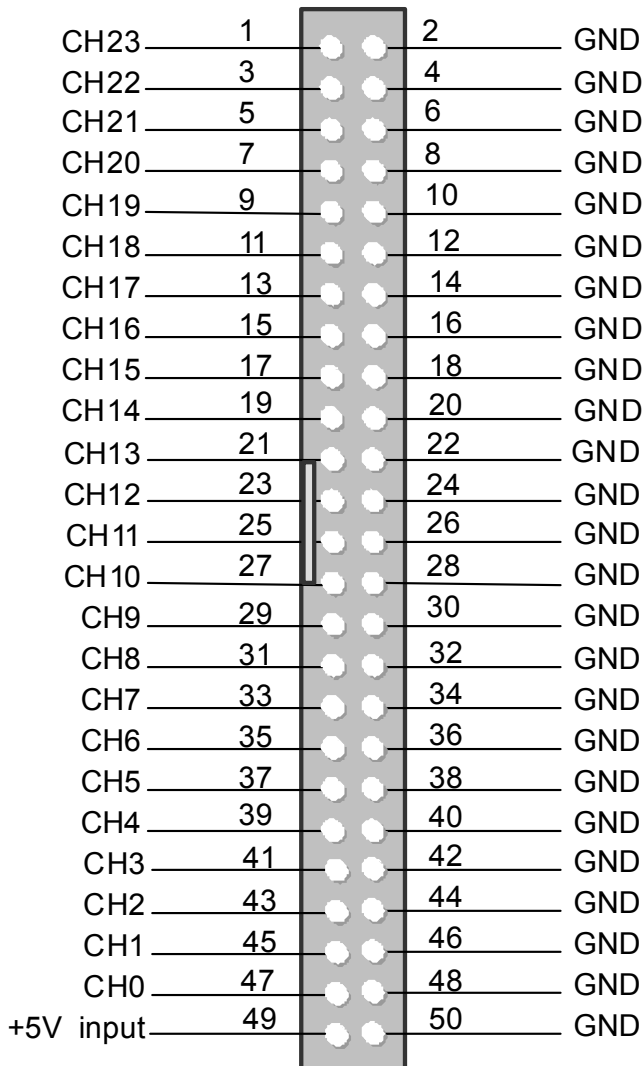 CH23 1 2 GND
CH22 3 4 GND
CH21 5 6 GND
CH20 7 8 GND
CH19 9 10 GND
CH18 11 12 GND
CH17 13 14 GND
CH16 15 16 GND
CH15 17 18 GND
CH14 19 20 GND
CH13 21 22 GND
CH12 23 24 GND
CH11 25 26 GND
CH10 27 28 GND
CH9 29 30 GND
CH8 31 32 GND
CH7 33 34 GND
CH6 35 36 GND
CH5 37 38 GND
CH4 39 40 GND
CH3 41 42 GND
CH2 43 44 GND
CH1 45 46 GND
CH0 47 48 GND
+5V input 49 50 GND